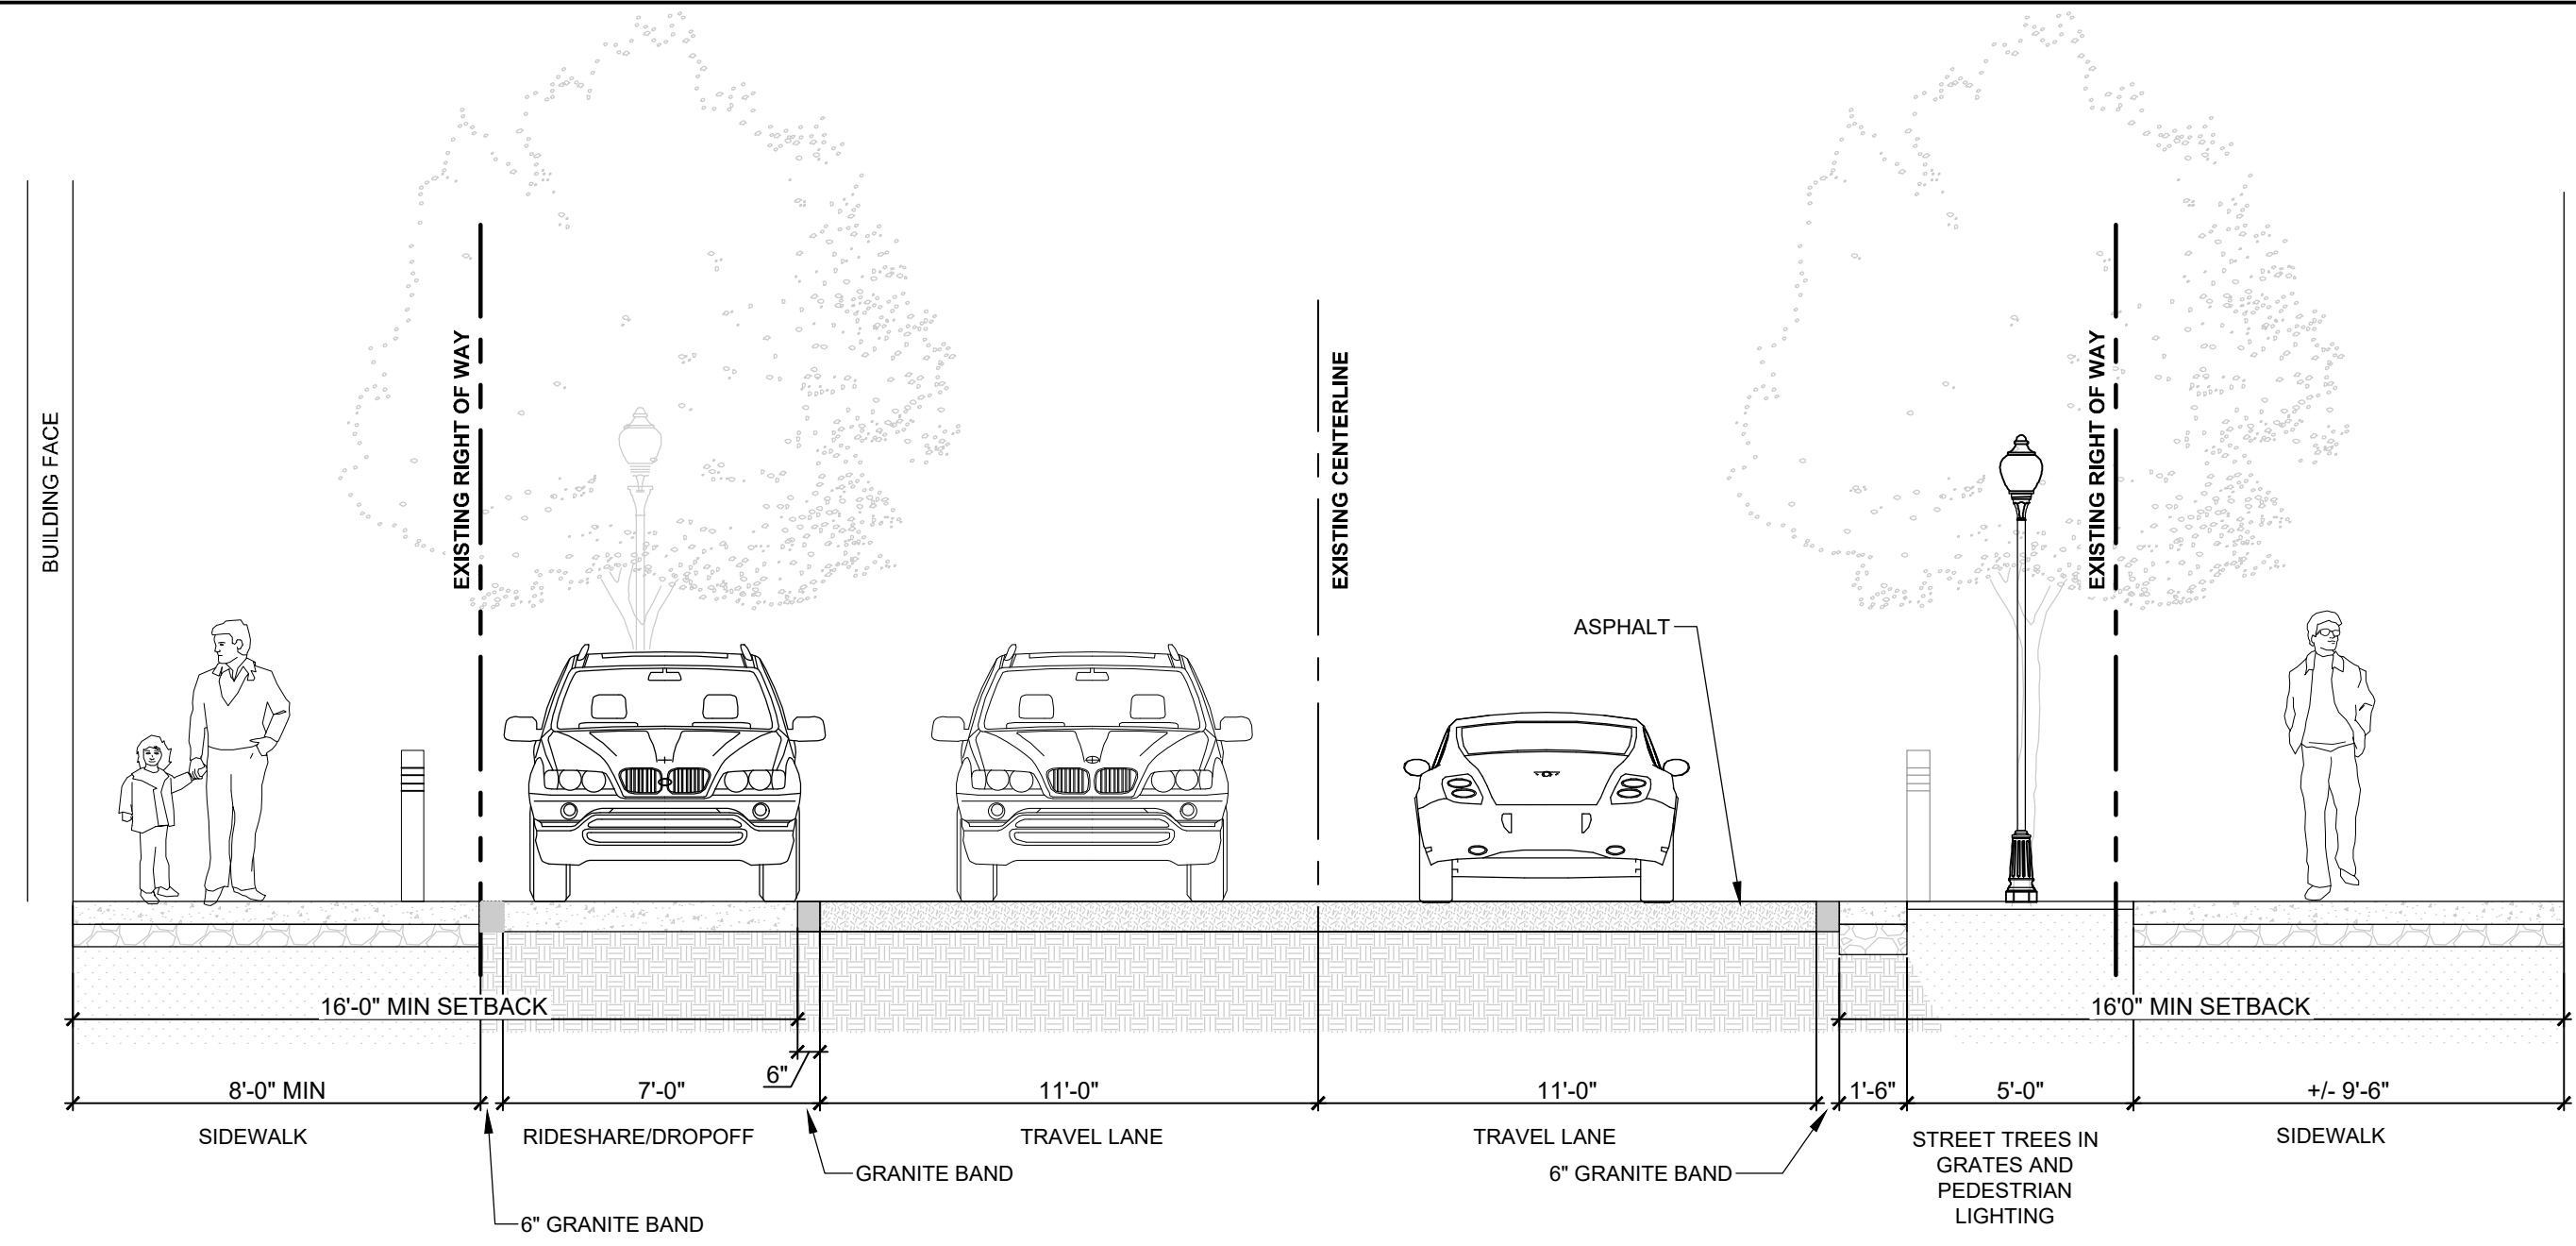 BUILDING FACE
EXISTING RIGHT OF WAY
EXISTING CENTERLINE
EXISTING RIGHT OF WAY
ASPHALT
16'-0" MIN SETBACK
16'0" MIN SETBACK
6"
8'-0" MIN
7'-0"
11'-0"
11'-0"
1'-6"
5'-0"
+/- 9'-6"
SIDEWALK
RIDESHARE/DROPOFF
TRAVEL LANE
TRAVEL LANE
STREET TREES IN
GRATES AND
PEDESTRIAN
LIGHTING
SIDEWALK
GRANITE BAND
6" GRANITE BAND
6" GRANITE BAND